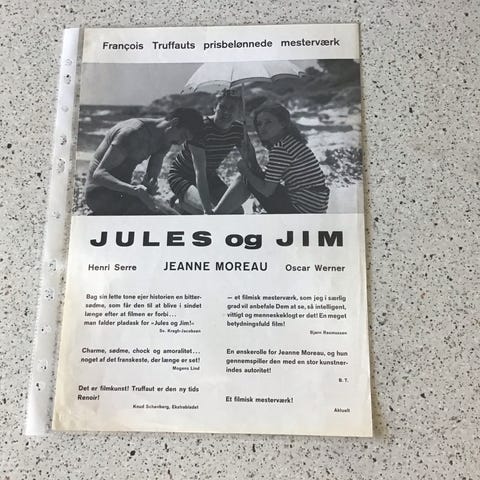 François Truffauts prisbelønnede mesterværk
JULES og JIM
Henri Serre JEANNE MOREAU Oscar Werner
Bag sin lette tone ejer historien en bitter-
sødme, som får den til at blive i sindet
længe efter at filmen er forbi...
man falder pladask for »Jules og Jim!«
Sv. Kragh-Jacobsen
Charme, sødme, chock og amoralitet...
noget af det franskeste, der længe er set!
Mogens Lind
Det er filmkunst! Truffaut er den ny tids
Renoir!
Knud Schønberg, Ekstrabladet
— et filmisk mesterværk, som jeg i særlig
grad vil anbefale Dem at se, så intelligent,
vittigt og menneskeklogt er det! En meget
betydningsfuld film!
Bjørn Rasmussen
En ønskerolle for Jeanne Moreau, og hun
gennemspiller den med en stor kunstner-
indes autoritet!
B. T.
Et filmisk mesterværk!
Aktuelt